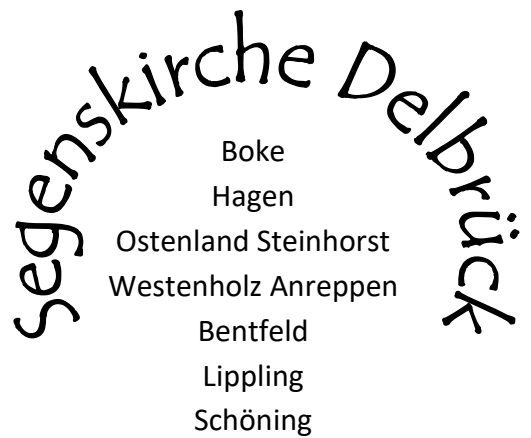 Segenskirche Delbrück
Boke
Hagen
Ostenland Steinhorst
Westenholz Anreppen
Bentfeld
Lippling
Schöning